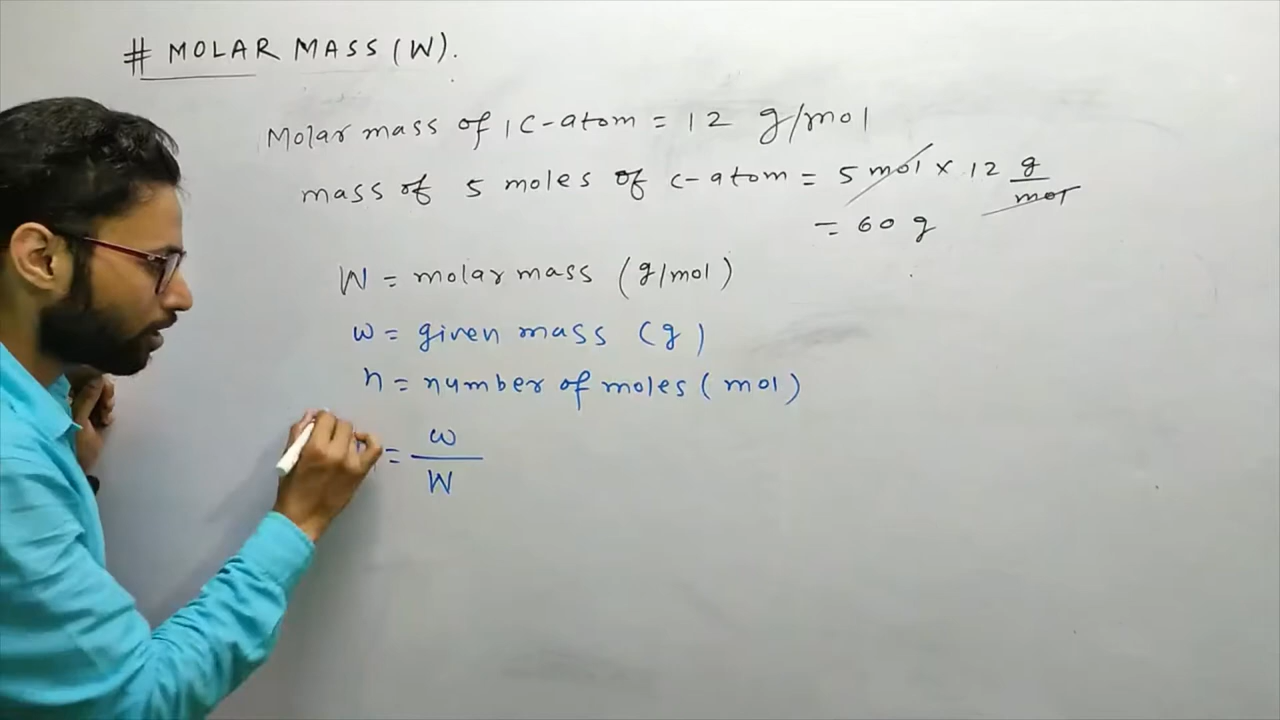 # MOLAR MASS (W).
Molar mass of 1 C-atom = 12 g/mol
mass of 5 moles of C-atom = 5 mol x 12 g/mol
= 60 g
W = molar mass (g/mol)
w = given mass (g)
n = number of moles (mol)
= w/W